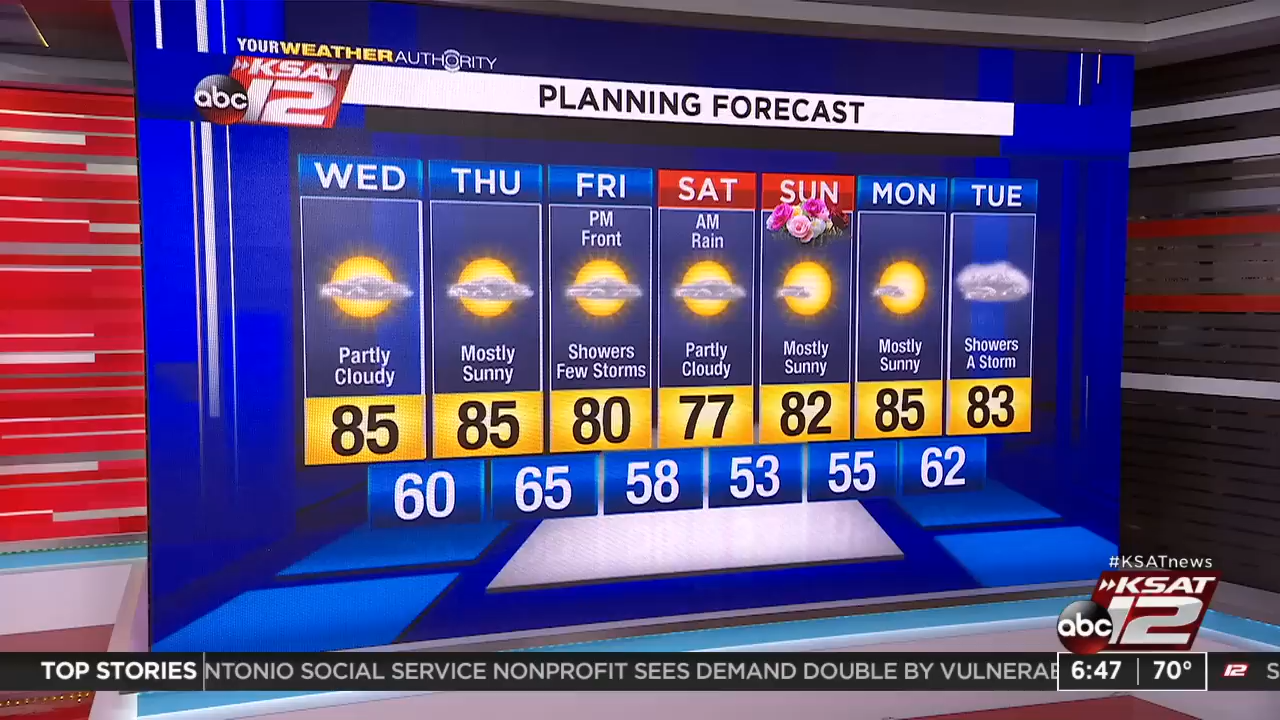 YOUR WEATHER AUTHORITY
KSAT
abc 12
PLANNING FORECAST
WED THU FRI SAT SUN MON TUE
PM AM
Front Rain
Partly Mostly Showers Partly Mostly Mostly Showers
Cloudy Sunny Few Storms Cloudy Sunny Sunny A Storm
85 85 80 77 82 85 83
60 65 58 53 55 62
#KSATnews
KSAT
abc 12
TOP STORIES NTONIO SOCIAL SERVICE NONPROFIT SEES DEMAND DOUBLE BY VULNERAB 6:47 70° 12 S